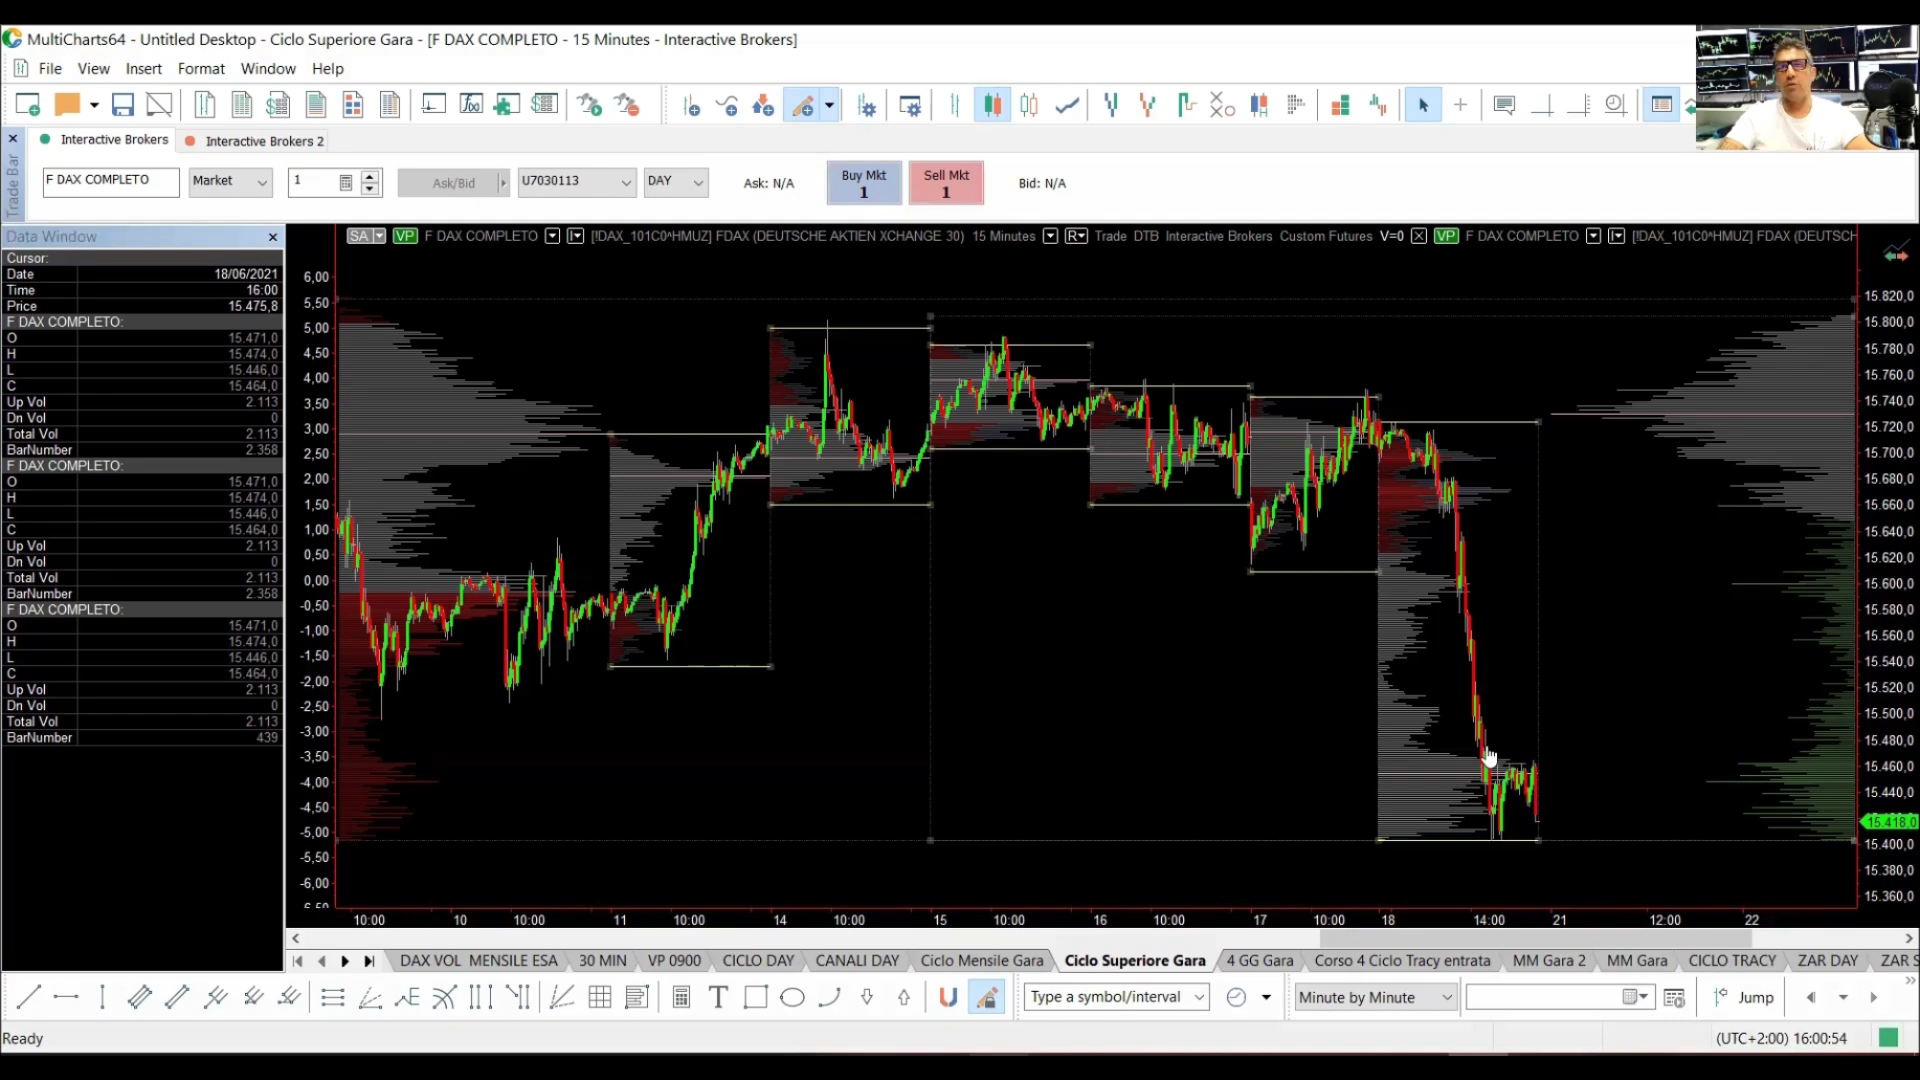 MultiCharts64 - Untitled Desktop - Ciclo Superiore Gara - [F DAX COMPLETO - 15 Minutes - Interactive Brokers]
File View Insert Format Window Help
Interactive Brokers Interactive Brokers 2
Trade Bar
F DAX COMPLETO Market 1 Ask/Bid U7030113 DAY Ask: N/A Buy Mkt 1 Sell Mkt 1 Bid: N/A
Data Window
Cursor:
Date 18/06/2021
Time 16:00
Price 15.475,8
F DAX COMPLETO:
O 15.471,0
H 15.474,0
L 15.446,0
C 15.464,0
Up Vol 2.113
Dn Vol 0
Total Vol 2.113
BarNumber 2.358
F DAX COMPLETO:
O 15.471,0
H 15.474,0
L 15.446,0
C 15.464,0
Up Vol 2.113
Dn Vol 0
Total Vol 2.113
BarNumber 2.358
F DAX COMPLETO:
O 15.471,0
H 15.474,0
L 15.446,0
C 15.464,0
Up Vol 2.113
Dn Vol 0
Total Vol 2.113
BarNumber 439
SA VP F DAX COMPLETO [!DAX_101C0^HMUZ] FDAX (DEUTSCHE AKTIEN XCHANGE 30) 15 Minutes R Trade DTB Interactive Brokers Custom Futures V=0 VP F DAX COMPLETO [!DAX_101C0^HMUZ] FDAX (DEUTSCH
6,00
5,50
5,00
4,50
4,00
3,50
3,00
2,50
2,00
1,50
1,00
0,50
0,00
-0,50
-1,00
-1,50
-2,00
-2,50
-3,00
-3,50
-4,00
-4,50
-5,00
-5,50
-6,00
15.820,0
15.800,0
15.780,0
15.760,0
15.740,0
15.720,0
15.700,0
15.680,0
15.660,0
15.640,0
15.620,0
15.600,0
15.580,0
15.560,0
15.540,0
15.520,0
15.500,0
15.480,0
15.460,0
15.440,0
15.418,0
15.400,0
15.380,0
15.360,0
10:00 10 10:00 11 10:00 14 10:00 15 10:00 16 10:00 17 10:00 18 14:00 21 12:00 22
DAX VOL MENSILE ESA 30 MIN VP 0900 CICLO DAY CANALI DAY Ciclo Mensile Gara Ciclo Superiore Gara 4 GG Gara Corso 4 Ciclo Tracy entrata MM Gara 2 MM Gara CICLO TRACY ZAR DAY ZAR S
Type a symbol/interval Minute by Minute Jump
Ready (UTC+2:00) 16:00:54